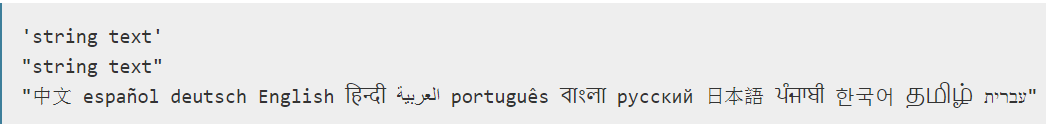 'string text'
"string text"
"中文 español deutsch English हिन्दी العربية português বাংলা русский 日本語 ਪੰਜਾਬੀ 한국어 தமிழ் עברית"